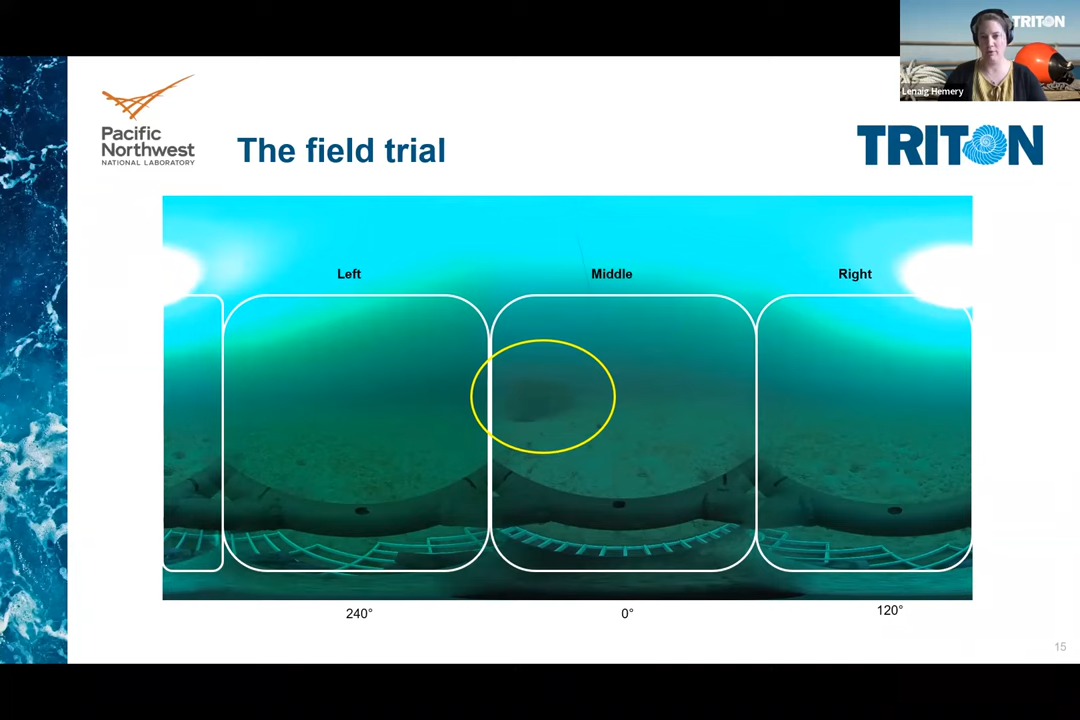 TRITON
Lenaig Hemery
Pacific
Northwest
NATIONAL LABORATORY
The field trial
TRITON
Left
Middle
Right
240°
0°
120°
15